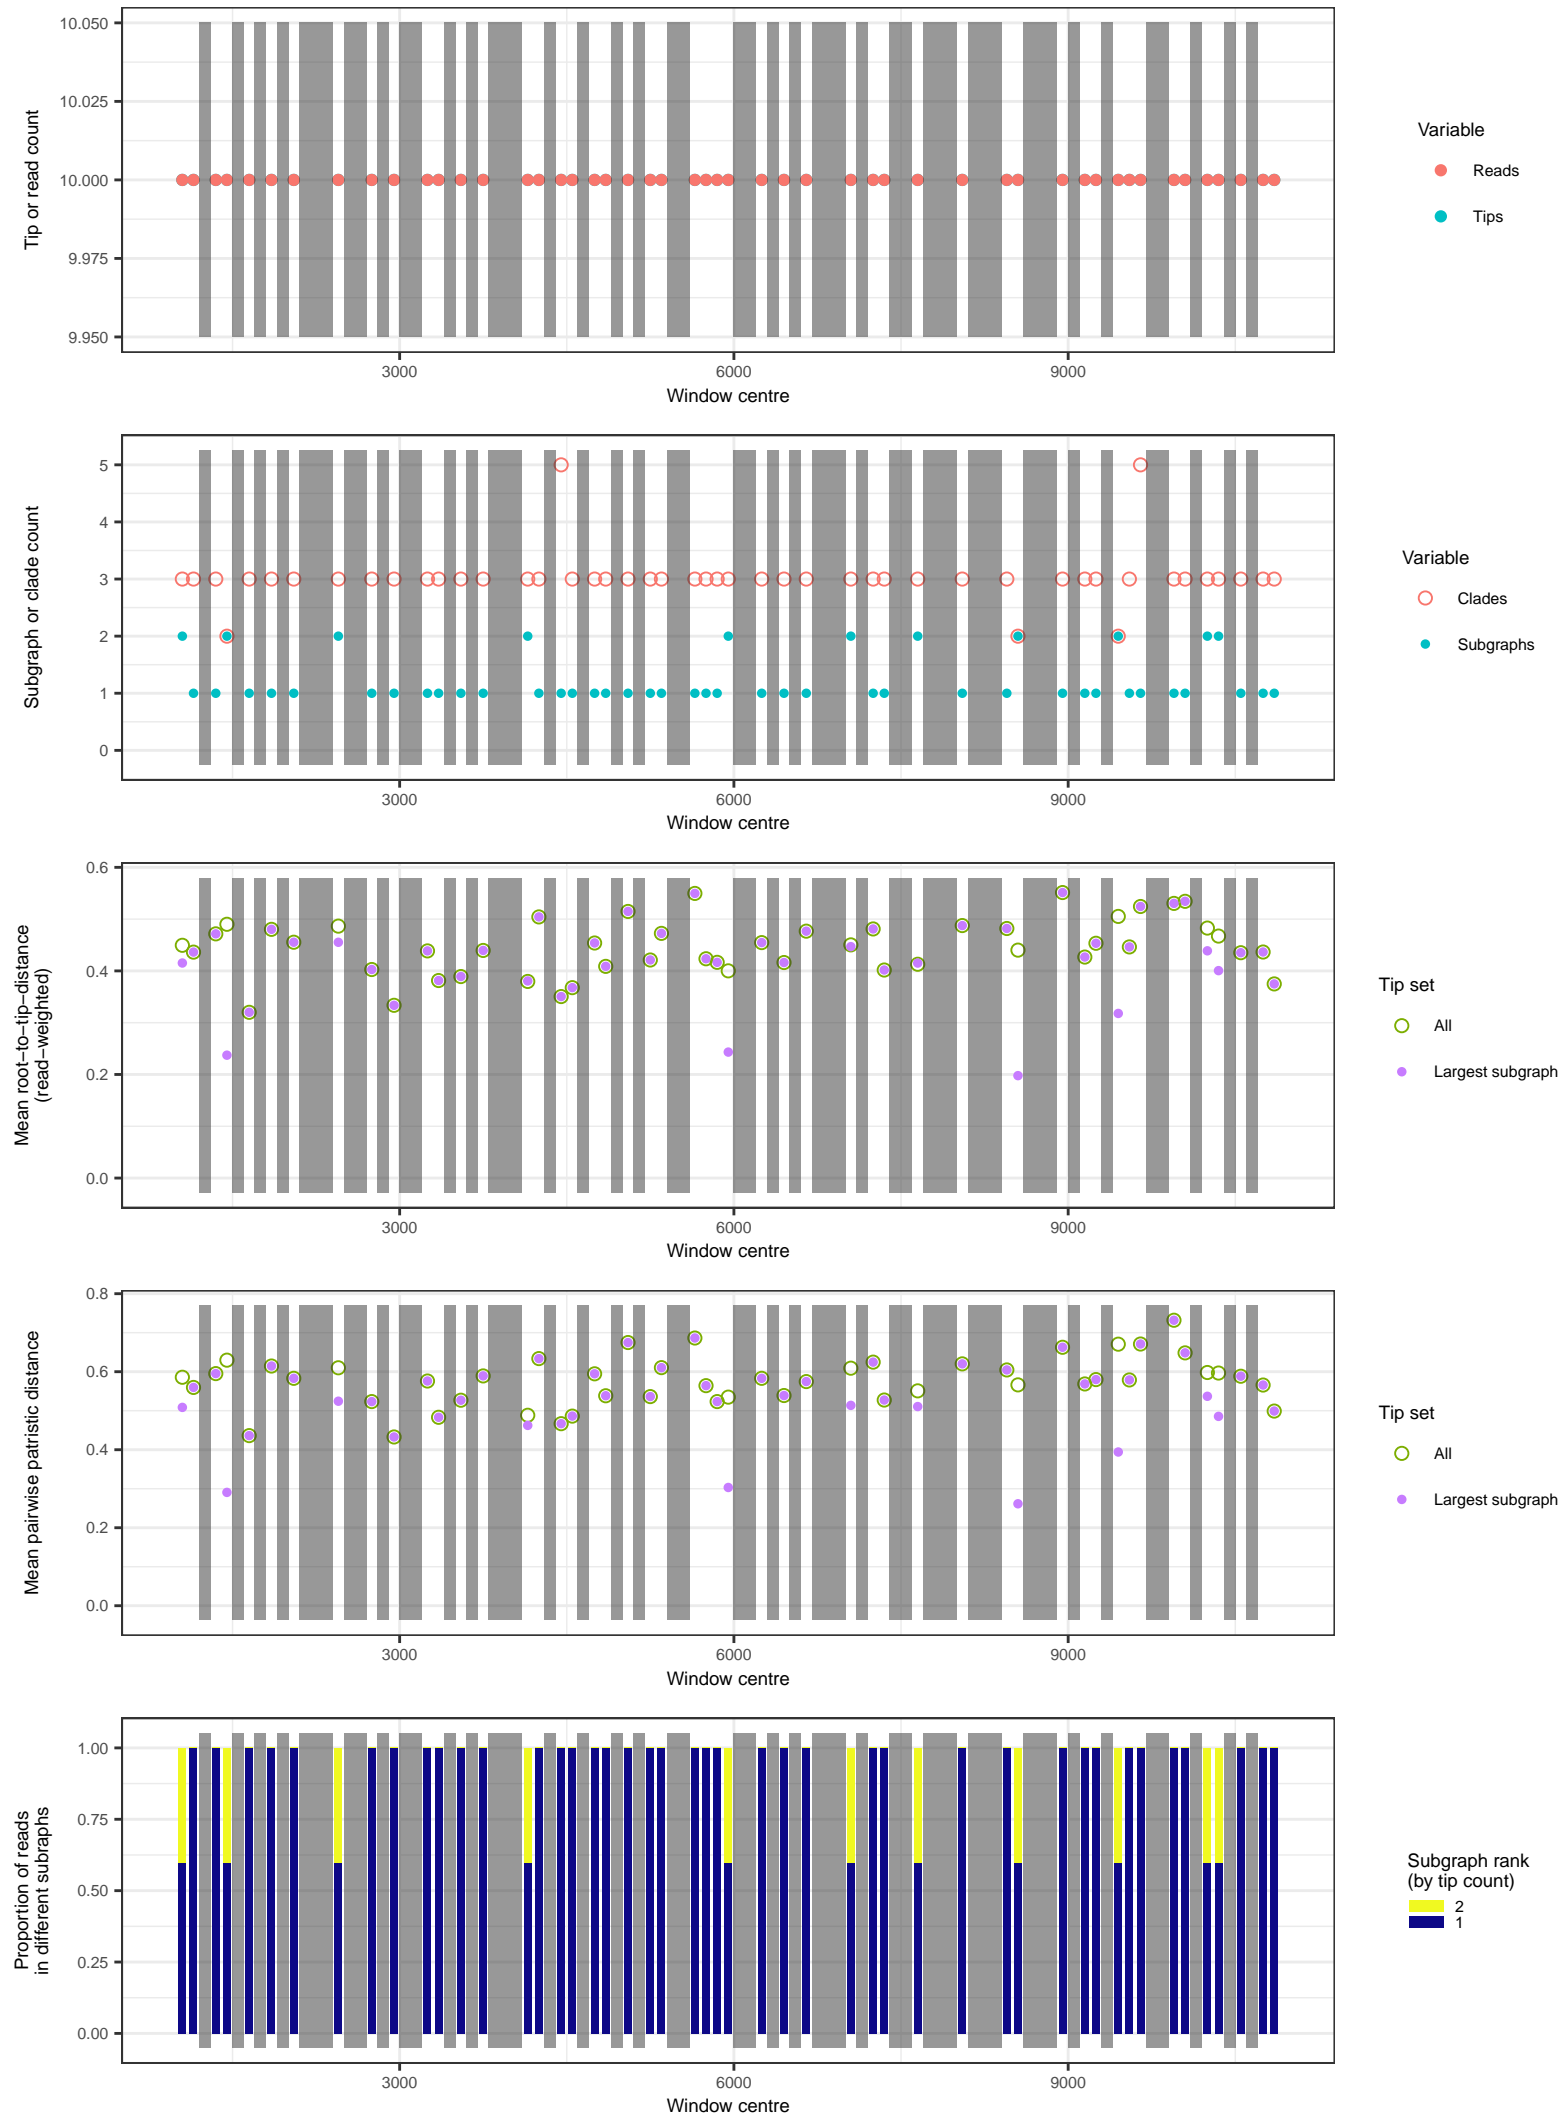 10.050
10.025
10.000
9.975
9.950
Tip or read count
3000
6000
9000
Window centre
Variable
Reads
Tips
5
4
3
2
1
0
Subgraph or clade count
3000
6000
9000
Window centre
Variable
Clades
Subgraphs
0.6
0.4
0.2
0.0
Mean root−to−tip−distance
(read−weighted)
3000
6000
9000
Window centre
Tip set
All
Largest subgraph
0.8
0.6
0.4
0.2
0.0
Mean pairwise patristic distance
3000
6000
9000
Window centre
Tip set
All
Largest subgraph
1.00
0.75
0.50
0.25
0.00
Proportion of reads
in different subraphs
3000
6000
9000
Window centre
Subgraph rank
(by tip count)
2
1